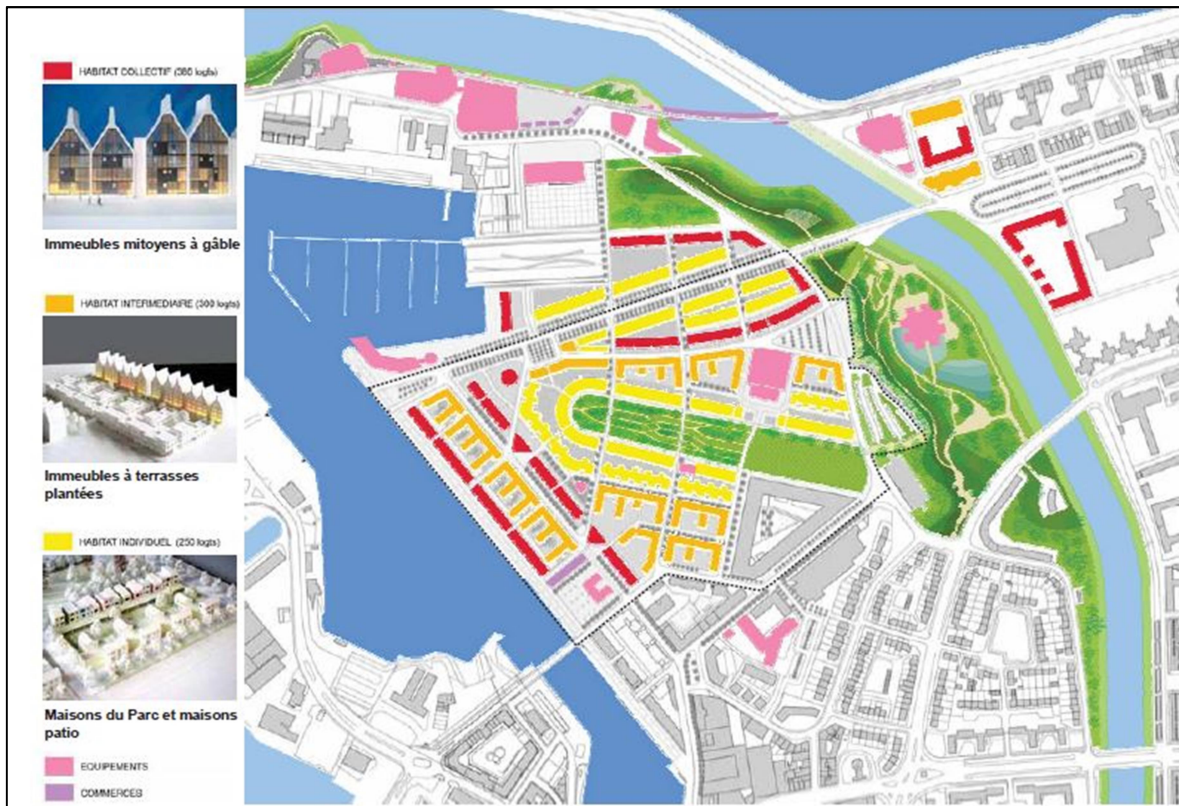 HABITAT COLLECTIF (380 logts)
Immeubles mitoyens à gâble
HABITAT INTERMEDIAIRE (300 logts)
Immeubles à terrasses
plantées
HABITAT INDIVIDUEL (250 logts)
Maisons du Parc et maisons
patio
EQUIPEMENTS
COMMERCES